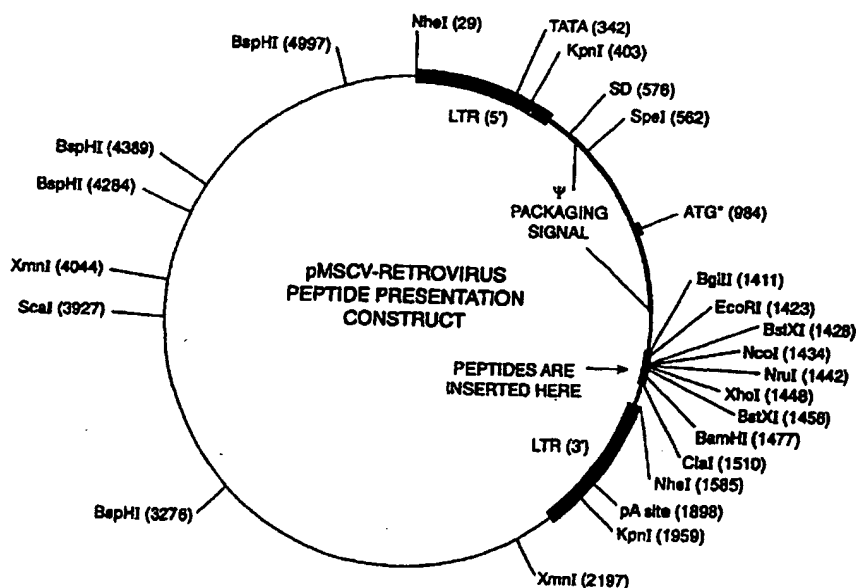 NheI (29)
TATA (342)
KpnI (403)
BspHI (4997)
SD (576)
LTR (5')
SpeI (562)
BspHI (4389)
BspHI (4284)
Ψ
PACKAGING
SIGNAL
ATG* (984)
XmnI (4044)
ScaI (3927)
pMSCV-RETROVIRUS
PEPTIDE PRESENTATION
CONSTRUCT
BglII (1411)
EcoRI (1423)
BstXI (1428)
NcoI (1434)
NruI (1442)
XhoI (1448)
BstXI (1458)
BamHI (1477)
ClaI (1510)
NheI (1585)
PEPTIDES ARE
INSERTED HERE
LTR (3')
pA site (1898)
KpnI (1959)
BspHI (3276)
XmnI (2197)